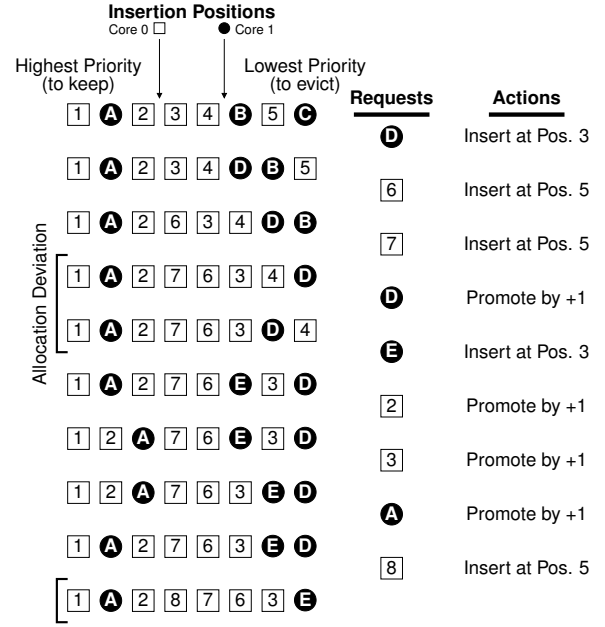 Insertion Positions
Core 0 Core 1
Highest Priority (to keep)
Lowest Priority (to evict)
Requests Actions
1 A 2 3 4 B 5 C
D Insert at Pos. 3
1 A 2 3 4 D B 5
6 Insert at Pos. 5
1 A 2 6 3 4 D B
7 Insert at Pos. 5
Allocation Deviation
1 A 2 7 6 3 4 D
D Promote by +1
1 A 2 7 6 3 D 4
E Insert at Pos. 3
1 A 2 7 6 E 3 D
2 Promote by +1
1 2 A 7 6 E 3 D
3 Promote by +1
1 2 A 7 6 3 E D
A Promote by +1
1 A 2 7 6 3 E D
8 Insert at Pos. 5
1 A 2 8 7 6 3 E